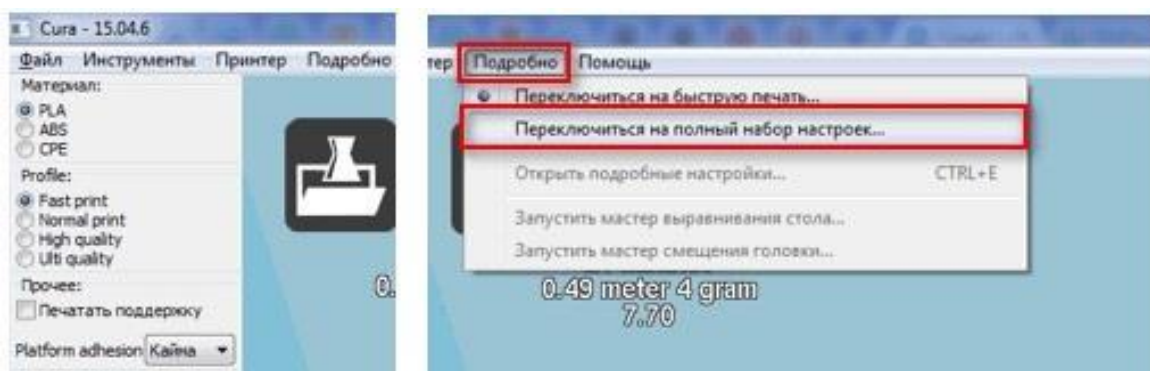 Cura - 15.04.6
Файл Инструменты Принтер Подробно
Материал:
PLA
ABS
CPE
Profile:
Fast print
Normal print
High quality
Ulti quality
Прочее:
Печатать поддержку
Platform adhesion Кайма
0.
тер Подробно Помощь
Переключиться на быструю печать...
Переключиться на полный набор настроек...
Открыть подробные настройки... CTRL+E
Запустить мастер выравнивания стола...
Запустить мастер смещения головки...
0.49 meter 4 gram
7.70